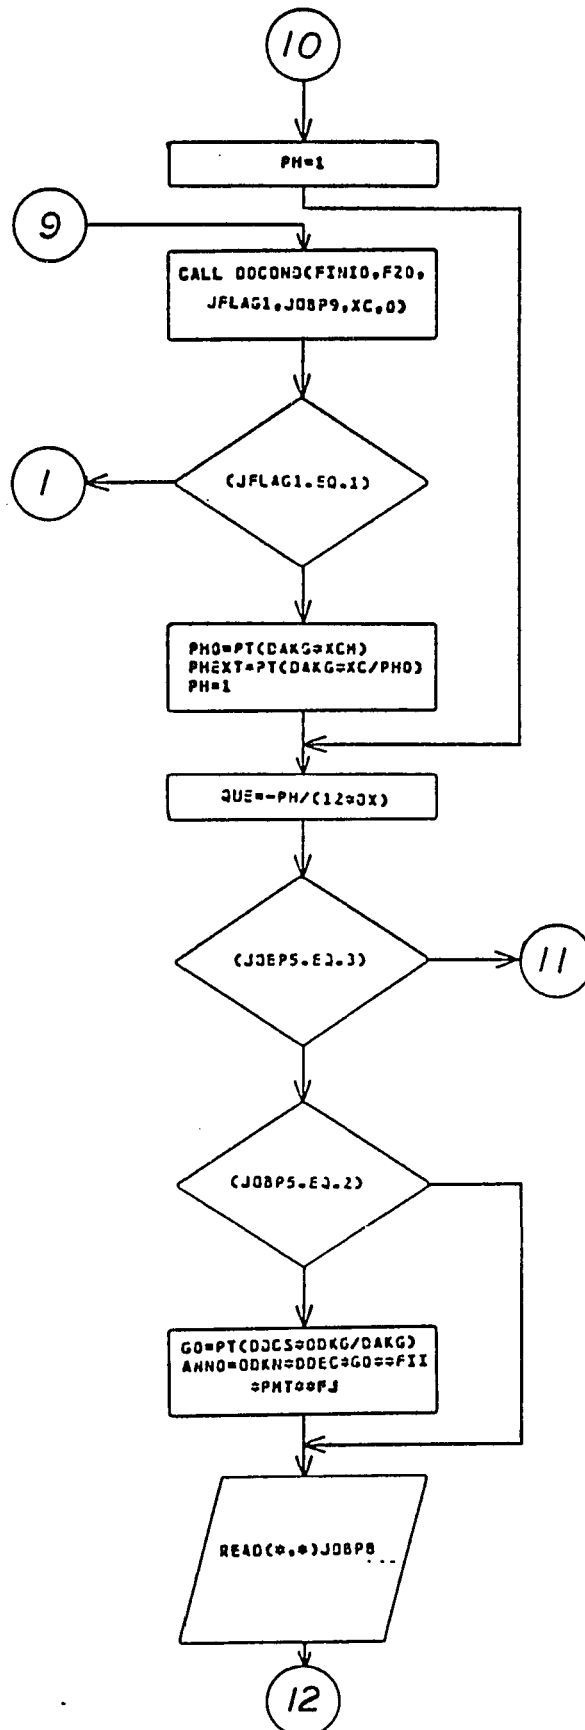 10
PH=1
9
CALL DOCOND(FINIO,F20,
JFLAG1,JOBP9,XC,0)
(JFLAG1.EQ.1)
1
PHO=PT(DAKG*XCH)
PHEXT=PT(DAKG*XC/PHO)
PH=1
QUE=-PH/(12*DX)
(JOBP5.EQ.3)
11
(JOBP5.EQ.2)
GO=PT(DJGS*DDKG/DAKG)
ANNO=DDKN*DDEC*GO**FII
*PHT**FJ
READ(*,*)JOBP8
...
12